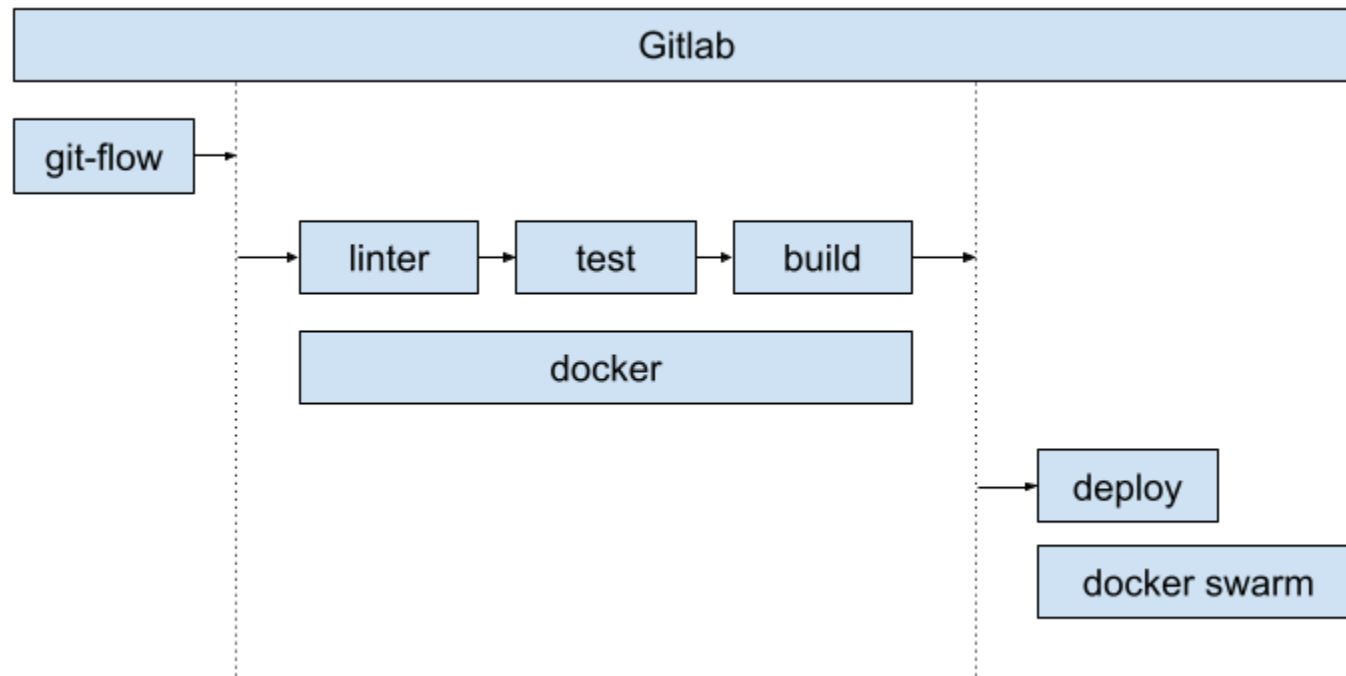 Gitlab
git-flow
linter
test
build
docker
deploy
docker swarm